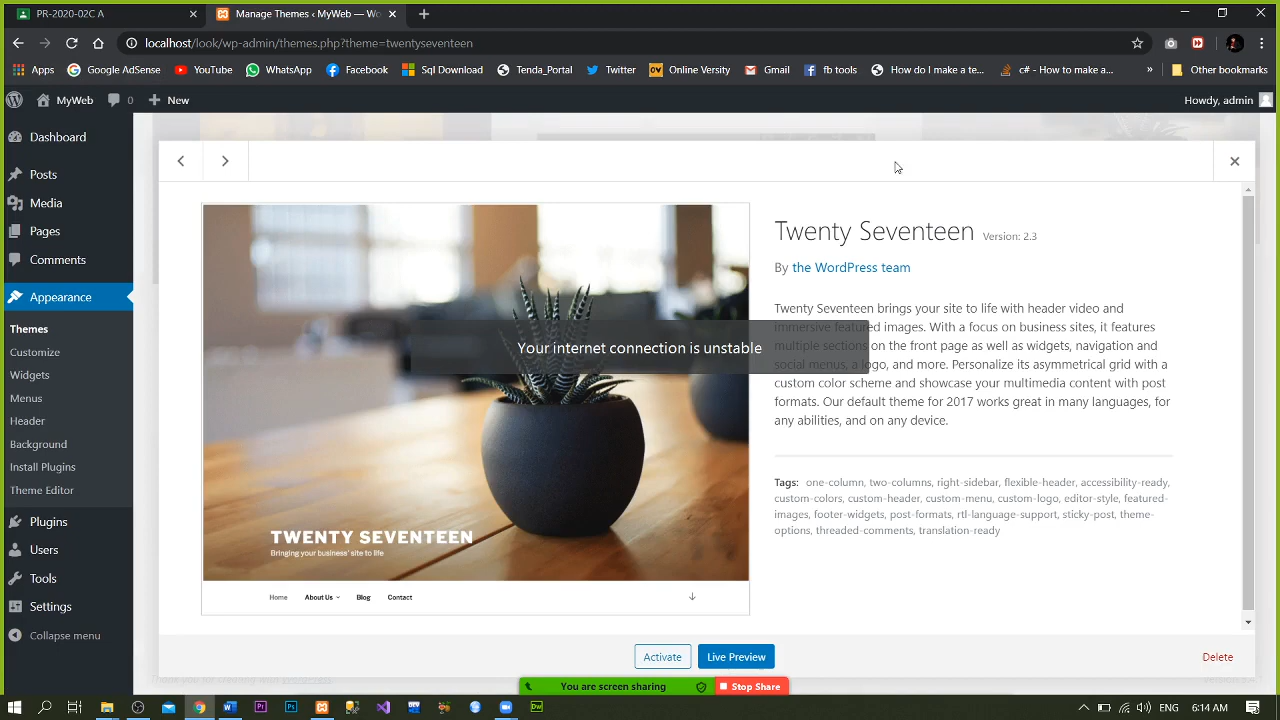 PR-2020-02C A
Manage Themes ‹ MyWeb — Wo
localhost/look/wp-admin/themes.php?theme=twentyseventeen
Apps
Google AdSense
YouTube
WhatsApp
Facebook
Sql Download
Tenda_Portal
Twitter
Online Versity
Gmail
fb tools
How do I make a te...
c# - How to make a...
»
Other bookmarks
MyWeb
0
New
Howdy, admin
Dashboard
Posts
Media
Pages
Comments
Appearance
Themes
Customize
Widgets
Menus
Header
Background
Install Plugins
Theme Editor
Plugins
Users
Tools
Settings
Collapse menu
TWENTY SEVENTEEN
Bringing your business' site to life
Home
About Us
Blog
Contact
Your internet connection is unstable
Twenty Seventeen Version: 2.3
By the WordPress team
Twenty Seventeen brings your site to life with header video and
immersive featured images. With a focus on business sites, it features
multiple sections on the front page as well as widgets, navigation and
social menus, a logo, and more. Personalize its asymmetrical grid with a
custom color scheme and showcase your multimedia content with post
formats. Our default theme for 2017 works great in many languages, for
any abilities, and on any device.
Tags: one-column, two-columns, right-sidebar, flexible-header, accessibility-ready,
custom-colors, custom-header, custom-menu, custom-logo, editor-style, featured-
images, footer-widgets, post-formats, rtl-language-support, sticky-post, theme-
options, threaded-comments, translation-ready
Activate
Live Preview
Delete
You are screen sharing
Stop Share
ENG
6:14 AM